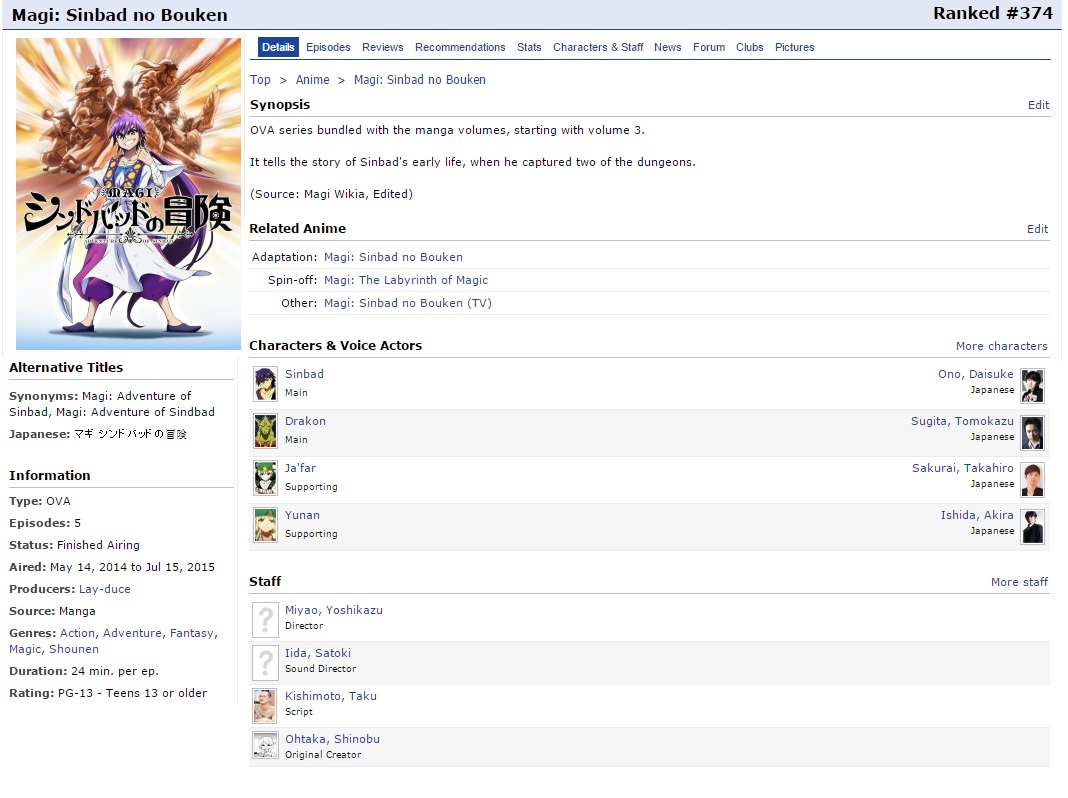 Magi: Sinbad no Bouken
Ranked #374
Details Episodes Reviews Recommendations Stats Characters & Staff News Forum Clubs Pictures
Top > Anime > Magi: Sinbad no Bouken
Synopsis
Edit
OVA series bundled with the manga volumes, starting with volume 3.
It tells the story of Sinbad's early life, when he captured two of the dungeons.
(Source: Magi Wikia, Edited)
MAGI
シンドバッドの冒険
ADVENTURE OF SINBAD
Related Anime
Edit
Adaptation: Magi: Sinbad no Bouken
Spin-off: Magi: The Labyrinth of Magic
Other: Magi: Sinbad no Bouken (TV)
Alternative Titles
Synonyms: Magi: Adventure of
Sinbad, Magi: Adventure of Sindbad
Japanese: マギ シンドバッドの冒険
Information
Type: OVA
Episodes: 5
Status: Finished Airing
Aired: May 14, 2014 to Jul 15, 2015
Producers: Lay-duce
Source: Manga
Genres: Action, Adventure, Fantasy,
Magic, Shounen
Duration: 24 min. per ep.
Rating: PG-13 - Teens 13 or older
Characters & Voice Actors
More characters
Sinbad
Main
Ono, Daisuke
Japanese
Drakon
Main
Sugita, Tomokazu
Japanese
Ja'far
Supporting
Sakurai, Takahiro
Japanese
Yunan
Supporting
Ishida, Akira
Japanese
Staff
More staff
Miyao, Yoshikazu
Director
Iida, Satoki
Sound Director
Kishimoto, Taku
Script
Ohtaka, Shinobu
Original Creator